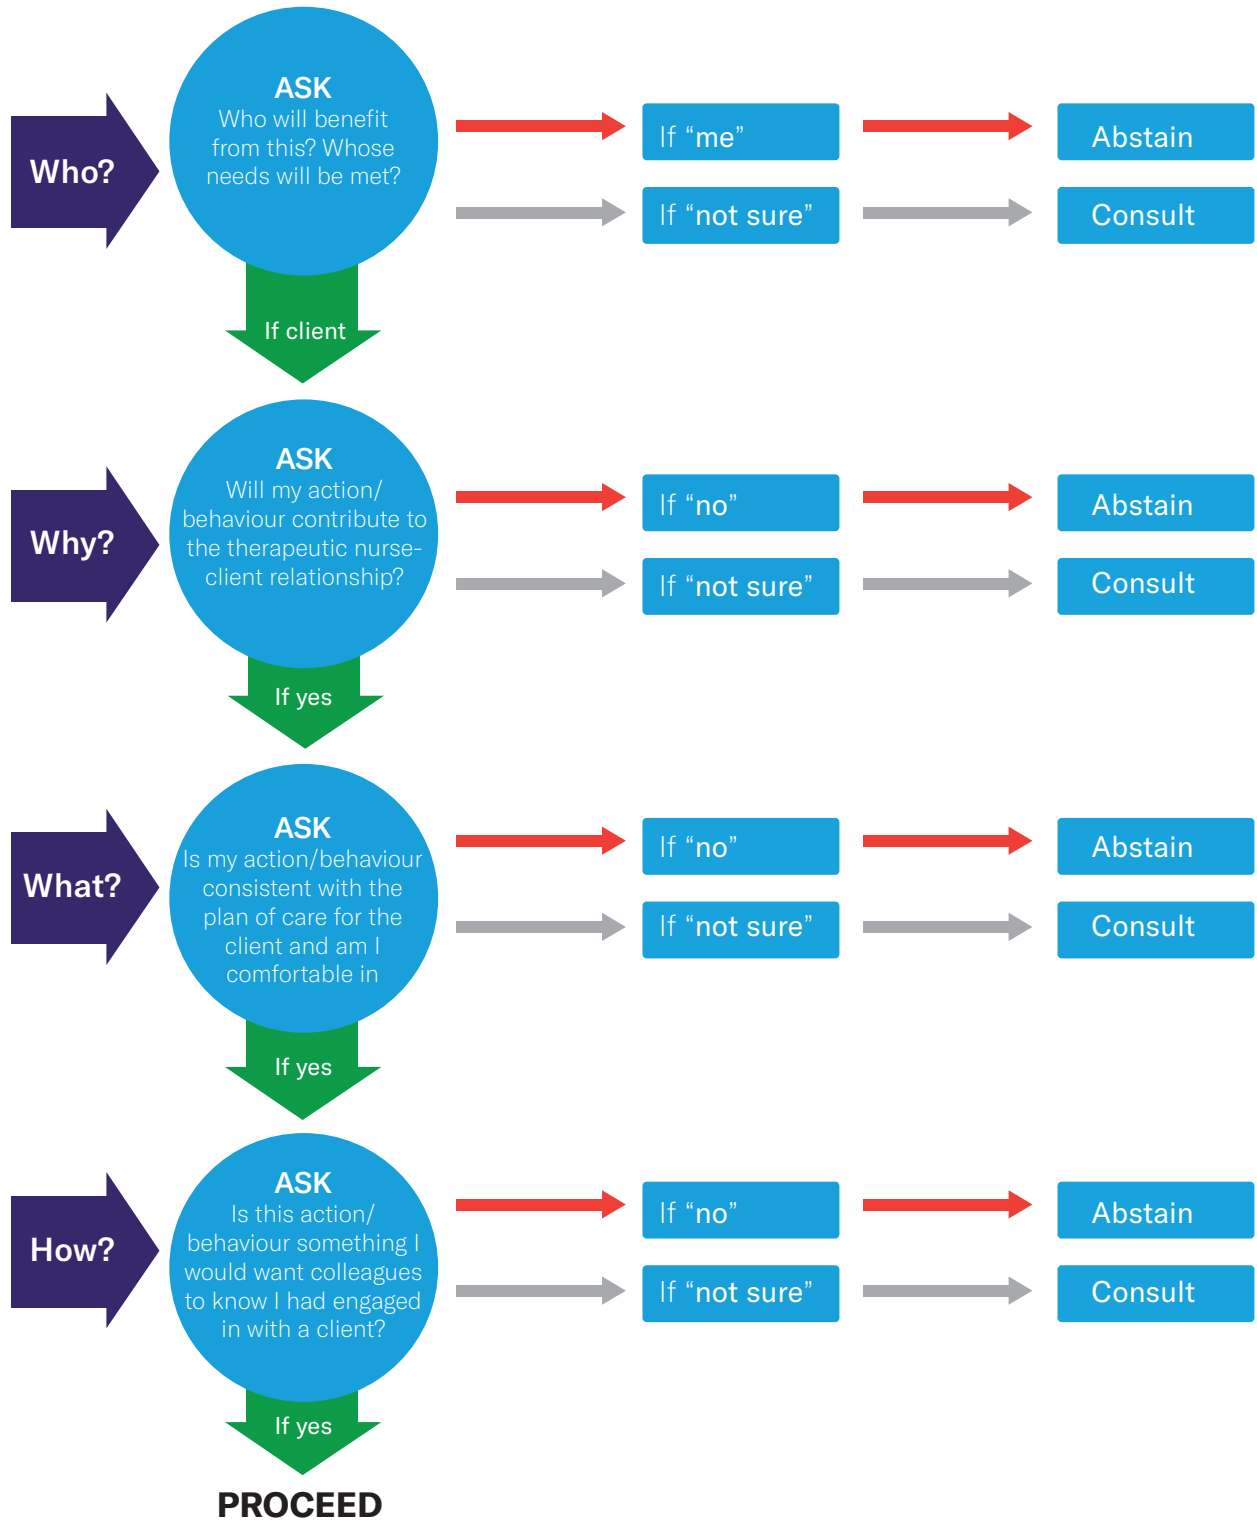 Who?
ASK
Who will benefit
from this? Whose
needs will be met?
If “me”
Abstain
If “not sure”
Consult
If client
Why?
ASK
Will my action/
behaviour contribute to
the therapeutic nurse-
client relationship?
If “no”
Abstain
If “not sure”
Consult
If yes
What?
ASK
Is my action/behaviour
consistent with the
plan of care for the
client and am I
comfortable in
If “no”
Abstain
If “not sure”
Consult
If yes
How?
ASK
Is this action/
behaviour something I
would want colleagues
to know I had engaged
in with a client?
If “no”
Abstain
If “not sure”
Consult
If yes
PROCEED